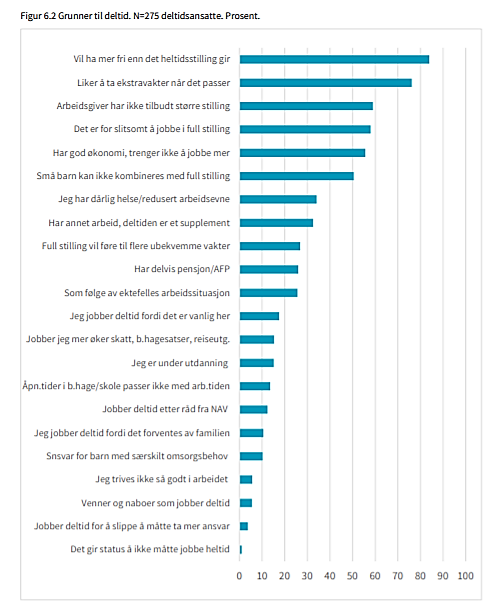 Figur 6.2 Grunner til deltid. N=275 deltidsansatte. Prosent.
Vil ha mer fri enn det heltidsstilling gir
Liker å ta ekstravakter når det passer
Arbeidsgiver har ikke tilbudt større stilling
Det er for slitsomt å jobbe i full stilling
Har god økonomi, trenger ikke å jobbe mer
Små barn kan ikke kombineres med full stilling
Jeg har dårlig helse/redusert arbeidsevne
Har annet arbeid, deltiden er et supplement
Full stilling vil føre til flere ubekvemme vakter
Har delvis pensjon/AFP
Som følge av ektefelles arbeidssituasjon
Jeg jobber deltid fordi det er vanlig her
Jobber jeg mer øker skatt, b.hagesatser, reiseutg.
Jeg er under utdanning
Åpn.tider i b.hage/skole passer ikke med arb.tiden
Jobber deltid etter råd fra NAV
Jeg jobber deltid fordi det forventes av familien
Snsvar for barn med særskilt omsorgsbehov
Jeg trives ikke så godt i arbeidet
Venner og naboer som jobber deltid
Jobber deltid for å slippe å måtte ta mer ansvar
Det gir status å ikke måtte jobbe heltid
0 10 20 30 40 50 60 70 80 90 100